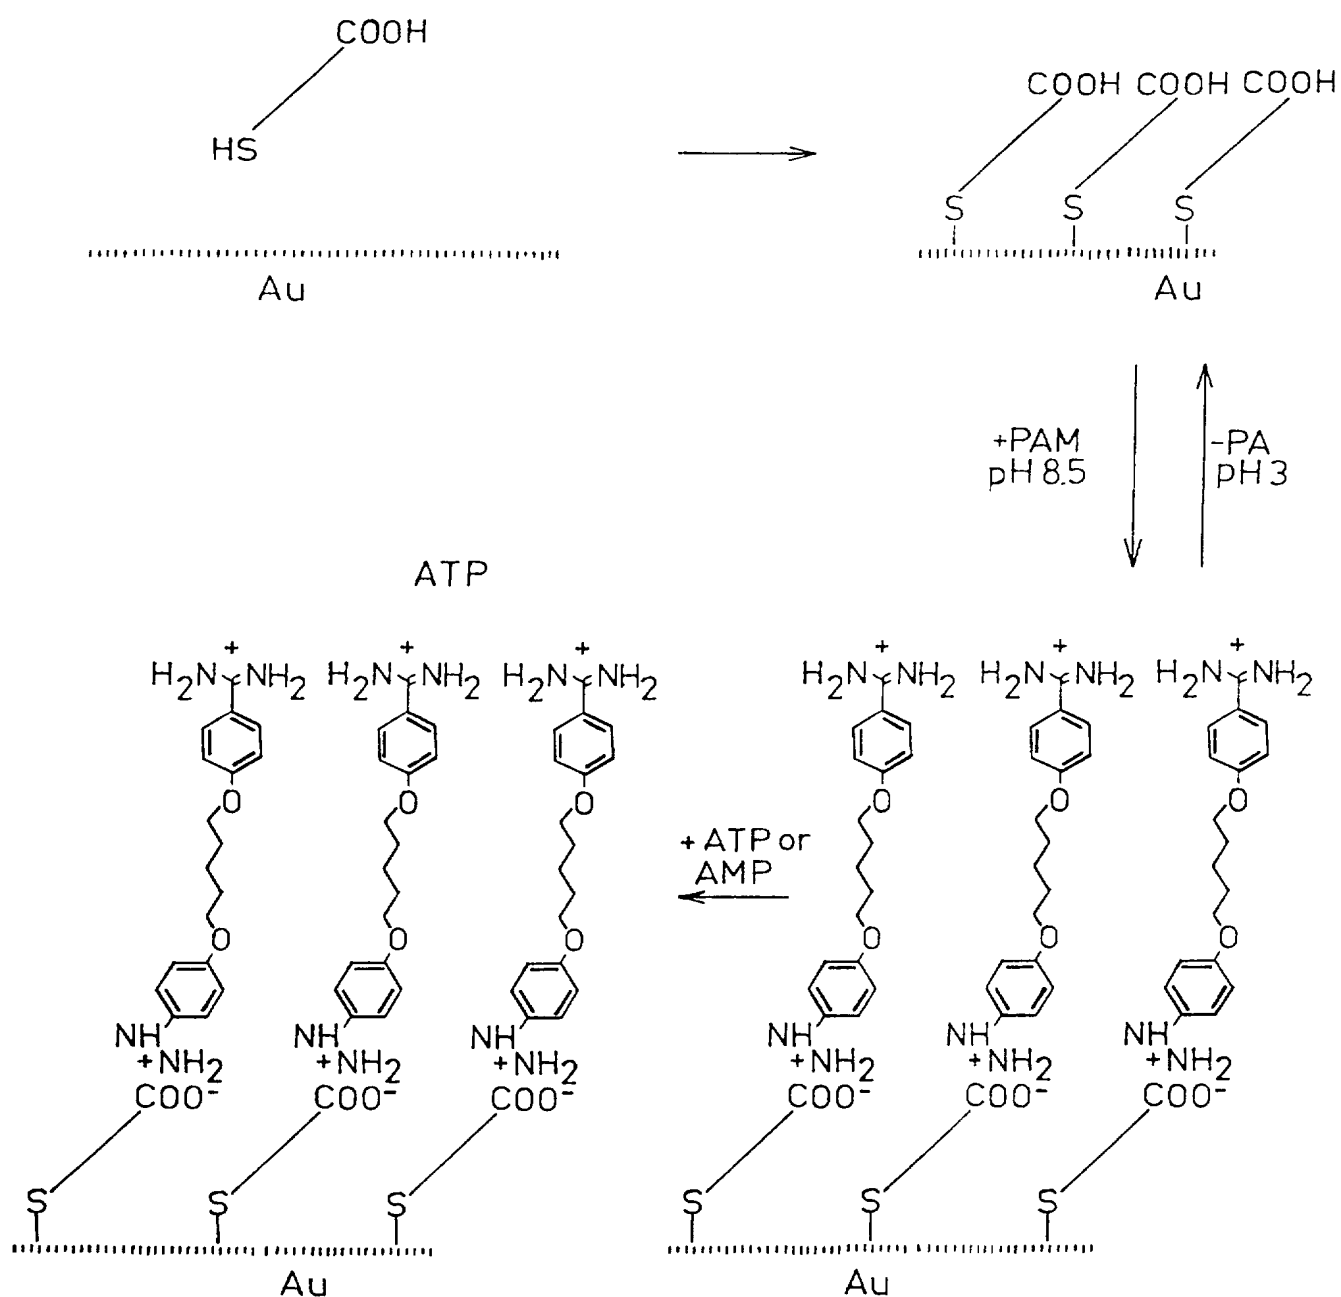 COOH
HS
Au
COOH COOH COOH
S S S
Au
+PAM
pH 8.5
-PA
pH 3
ATP
+ + +
H2N NH2 H2N NH2 H2N NH2
O O O
O O O
NH NH NH
+NH2 +NH2 +NH2
COO- COO- COO-
S S S
Au
+ ATP or
AMP
+ + +
H2N NH2 H2N NH2 H2N NH2
O O O
O O O
NH NH NH
+NH2 +NH2 +NH2
COO- COO- COO-
S S S
Au